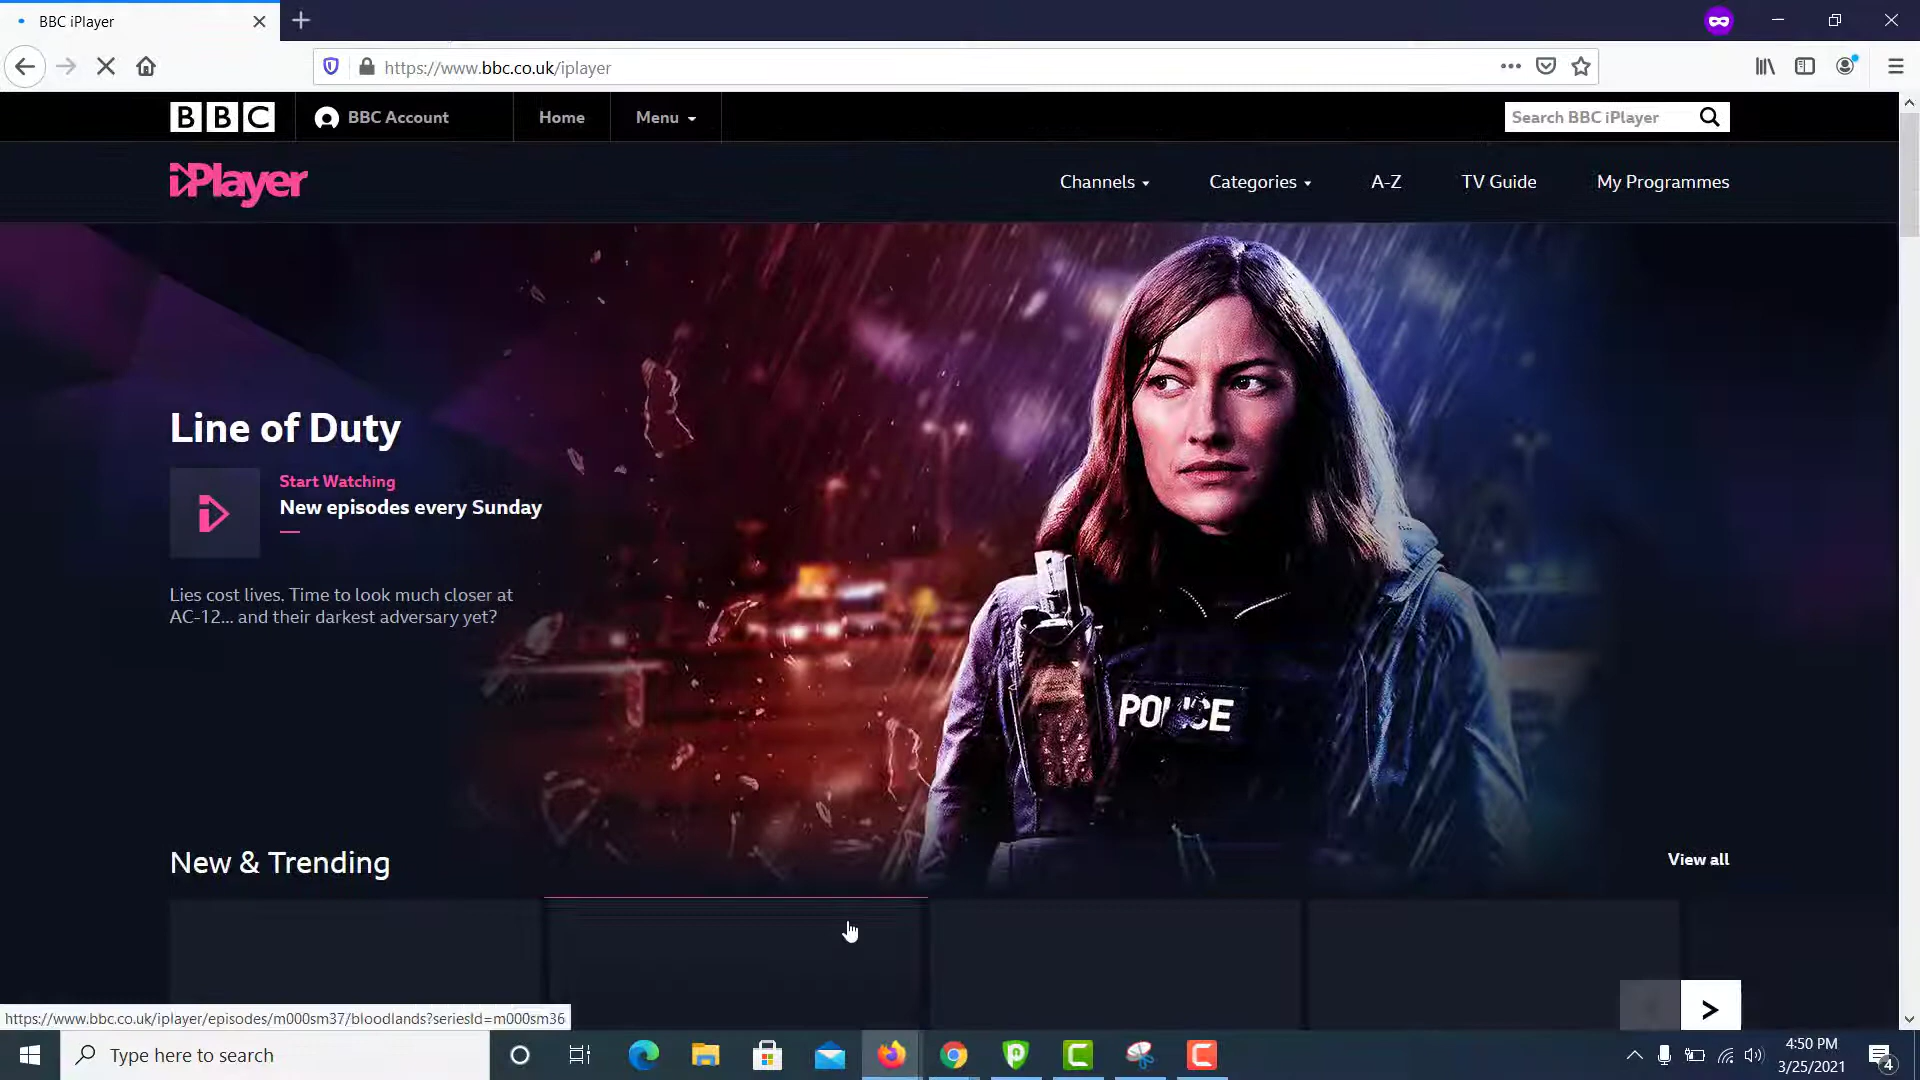 BBC iPlayer
https://www.bbc.co.uk/iplayer
BBC
BBC Account
Home
Menu
Search BBC iPlayer
iPlayer
Channels
Categories
A-Z
TV Guide
My Programmes
Line of Duty
Start Watching
New episodes every Sunday
Lies cost lives. Time to look much closer at
AC-12... and their darkest adversary yet?
POLICE
New & Trending
View all
https://www.bbc.co.uk/iplayer/episodes/m000sm37/bloodlands?seriesId=m000sm36
Type here to search
4:50 PM
3/25/2021
4